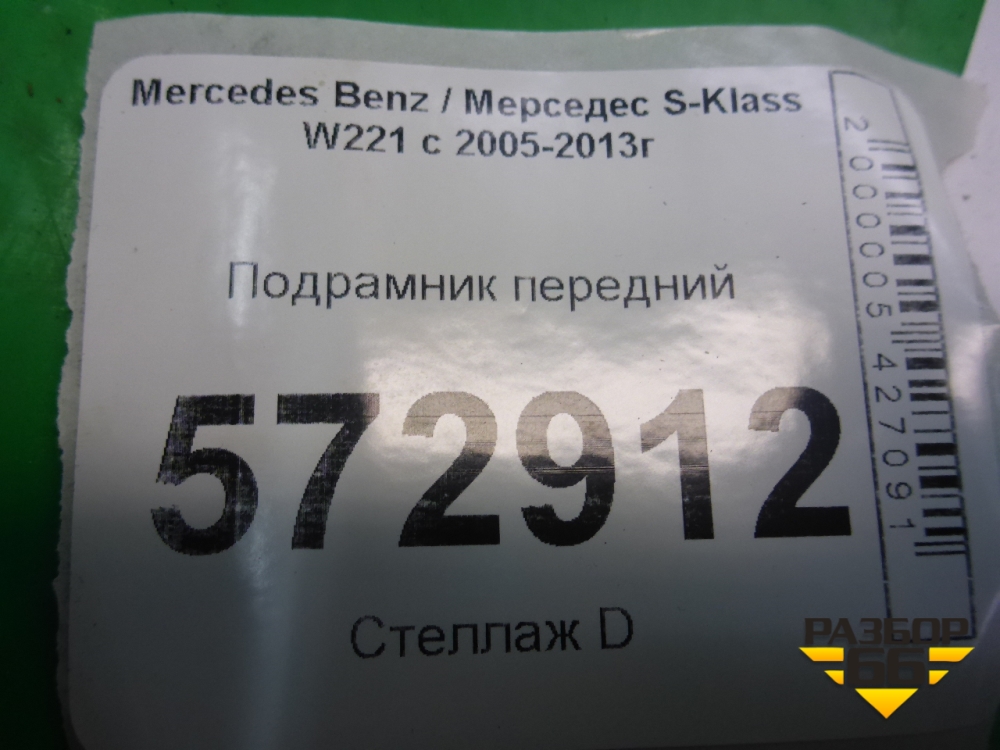 Mercedes Benz / Мерседес S-Klass
W221 с 2005-2013г
Подрамник передний
572912
Стеллаж D
2000005427091
РАЗБОР
66